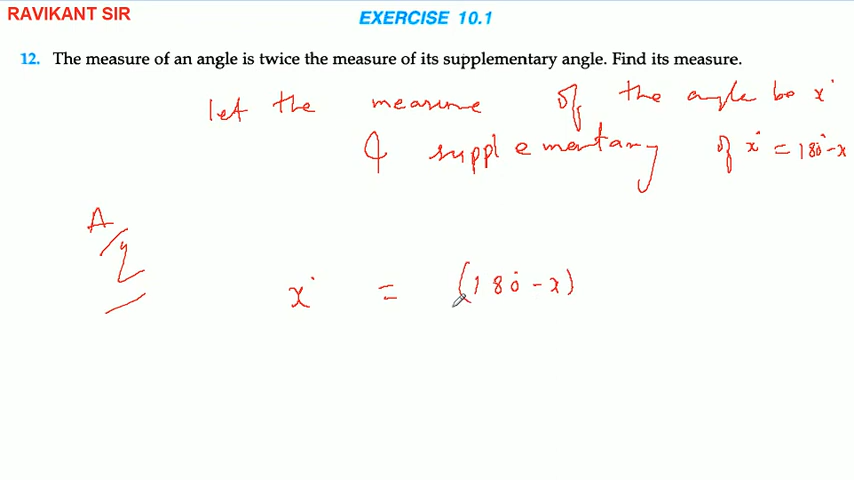 RAVIKANT SIR
EXERCISE 10.1
12. The measure of an angle is twice the measure of its supplementary angle. Find its measure.
let the measure of the angle be x°
& supplementary of x° = 180°-x
A/q
x° = (180°-x)